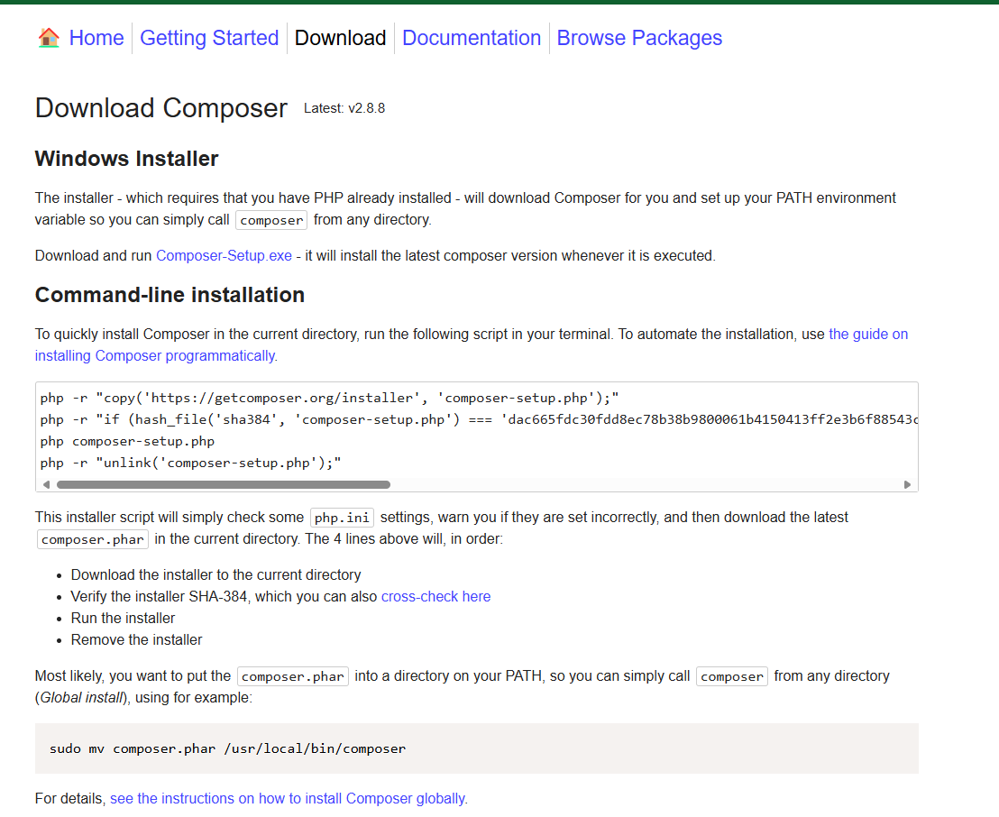 Home Getting Started Download Documentation Browse Packages
Download Composer Latest: v2.8.8
Windows Installer
The installer - which requires that you have PHP already installed - will download Composer for you and set up your PATH environment
variable so you can simply call composer from any directory.
Download and run Composer-Setup.exe - it will install the latest composer version whenever it is executed.
Command-line installation
To quickly install Composer in the current directory, run the following script in your terminal. To automate the installation, use the guide on
installing Composer programmatically.
php -r "copy('https://getcomposer.org/installer', 'composer-setup.php');"
php -r "if (hash_file('sha384', 'composer-setup.php') === 'dac665fdc30fdd8ec78b38b9800061b4150413ff2e3b6f88543c
php composer-setup.php
php -r "unlink('composer-setup.php');"
This installer script will simply check some php.ini settings, warn you if they are set incorrectly, and then download the latest
composer.phar in the current directory. The 4 lines above will, in order:
• Download the installer to the current directory
• Verify the installer SHA-384, which you can also cross-check here
• Run the installer
• Remove the installer
Most likely, you want to put the composer.phar into a directory on your PATH, so you can simply call composer from any directory
(Global install), using for example:
sudo mv composer.phar /usr/local/bin/composer
For details, see the instructions on how to install Composer globally.